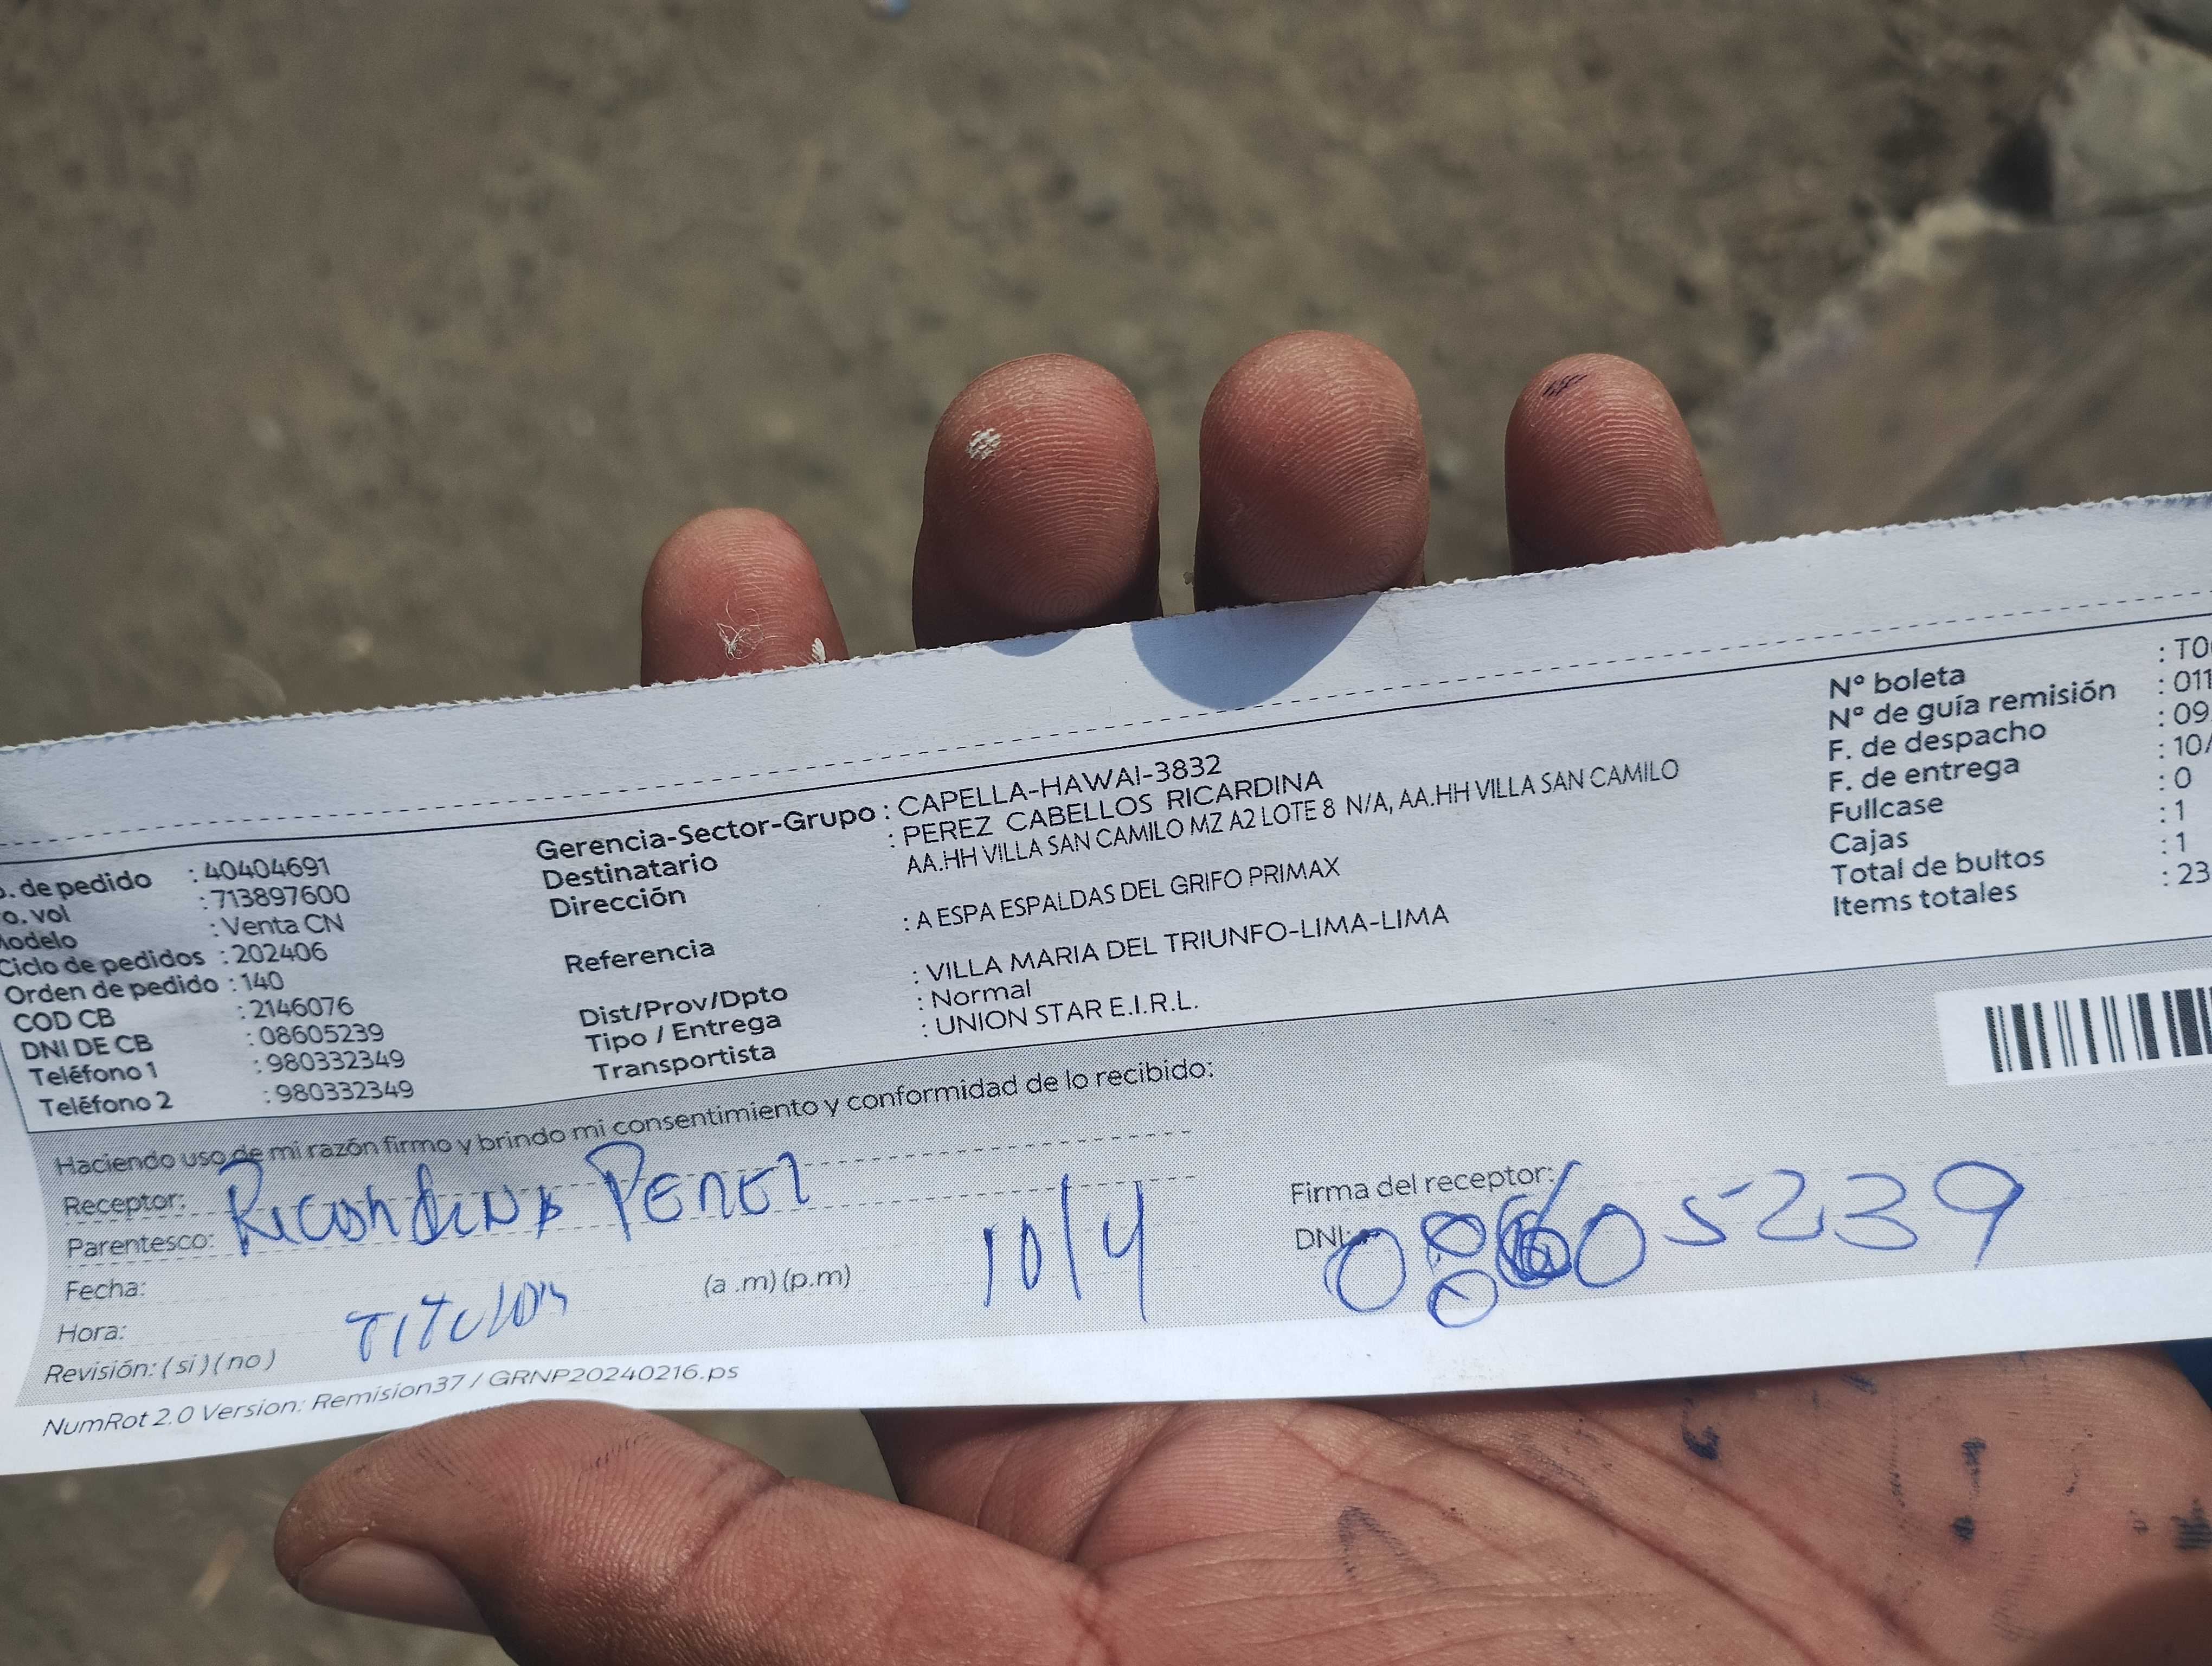 o. de pedido : 40404691
o. vol : 713897600
Modelo : Venta CN
Ciclo de pedidos : 202406
Orden de pedido : 140
COD CB : 2146076
DNI DE CB : 08605239
Teléfono 1 : 980332349
Teléfono 2 : 980332349
Gerencia-Sector-Grupo : CAPELLA-HAWAI-3832
Destinatario : PEREZ CABELLOS RICARDINA
Dirección AA.HH VILLA SAN CAMILO MZ A2 LOTE 8 N/A, AA.HH VILLA SAN CAMILO
Referencia : A ESPA ESPALDAS DEL GRIFO PRIMAX
Dist/Prov/Dpto : VILLA MARIA DEL TRIUNFO-LIMA-LIMA
Tipo / Entrega : Normal
Transportista : UNION STAR E.I.R.L.
N° boleta : T0
N° de guía remisión : 011
F. de despacho : 09
F. de entrega : 10/
Fullcase : 0
Cajas : 1
Total de bultos : 1
Items totales : 23
Haciendo uso de mi razón firmo y brindo mi consentimiento y conformidad de lo recibido:
Receptor: Ricardina Perez
Parentesco:
Fecha: 10/4
Hora: (a .m) (p.m)
Revisión: ( si ) ( no )
Firma del receptor:
DNI: 08605239
NumRot 2.0 Version: Remision37 / GRNP20240216.ps